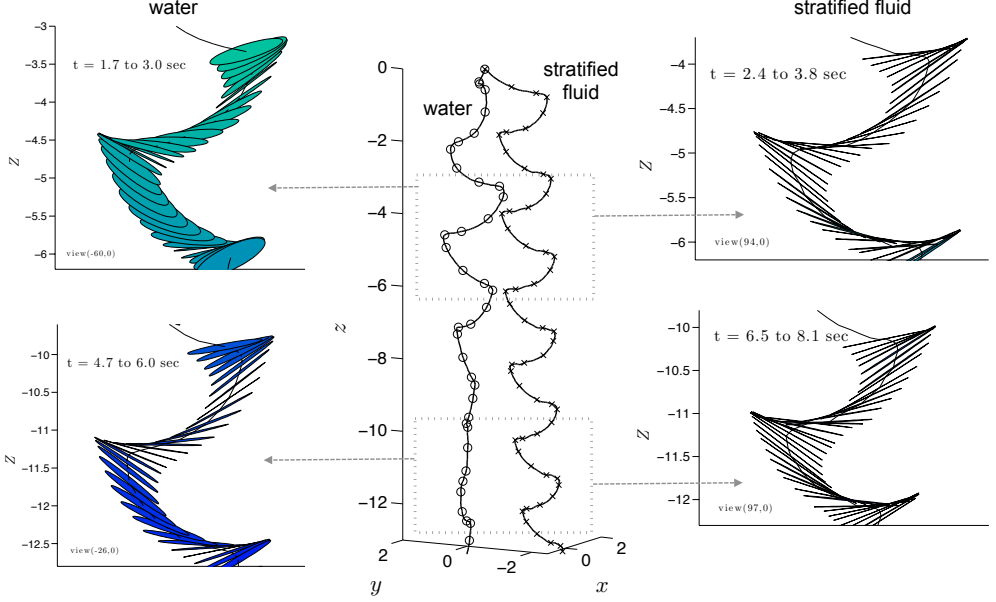 water
stratified fluid
−3
−3.5
−4
−4.5
−5
−5.5
−6
Z
t = 1.7 to 3.0 sec
view(-60,0)
−10
−10.5
−11
−11.5
−12
−12.5
Z
t = 4.7 to 6.0 sec
view(-26,0)
0
−2
−4
−6
−8
−10
−12
z
water
stratified
fluid
2
0
−2
y
2
0
x
−4
−4.5
−5
−5.5
−6
Z
t = 2.4 to 3.8 sec
view(94,0)
−10
−10.5
−11
−11.5
−12
Z
t = 6.5 to 8.1 sec
view(97,0)